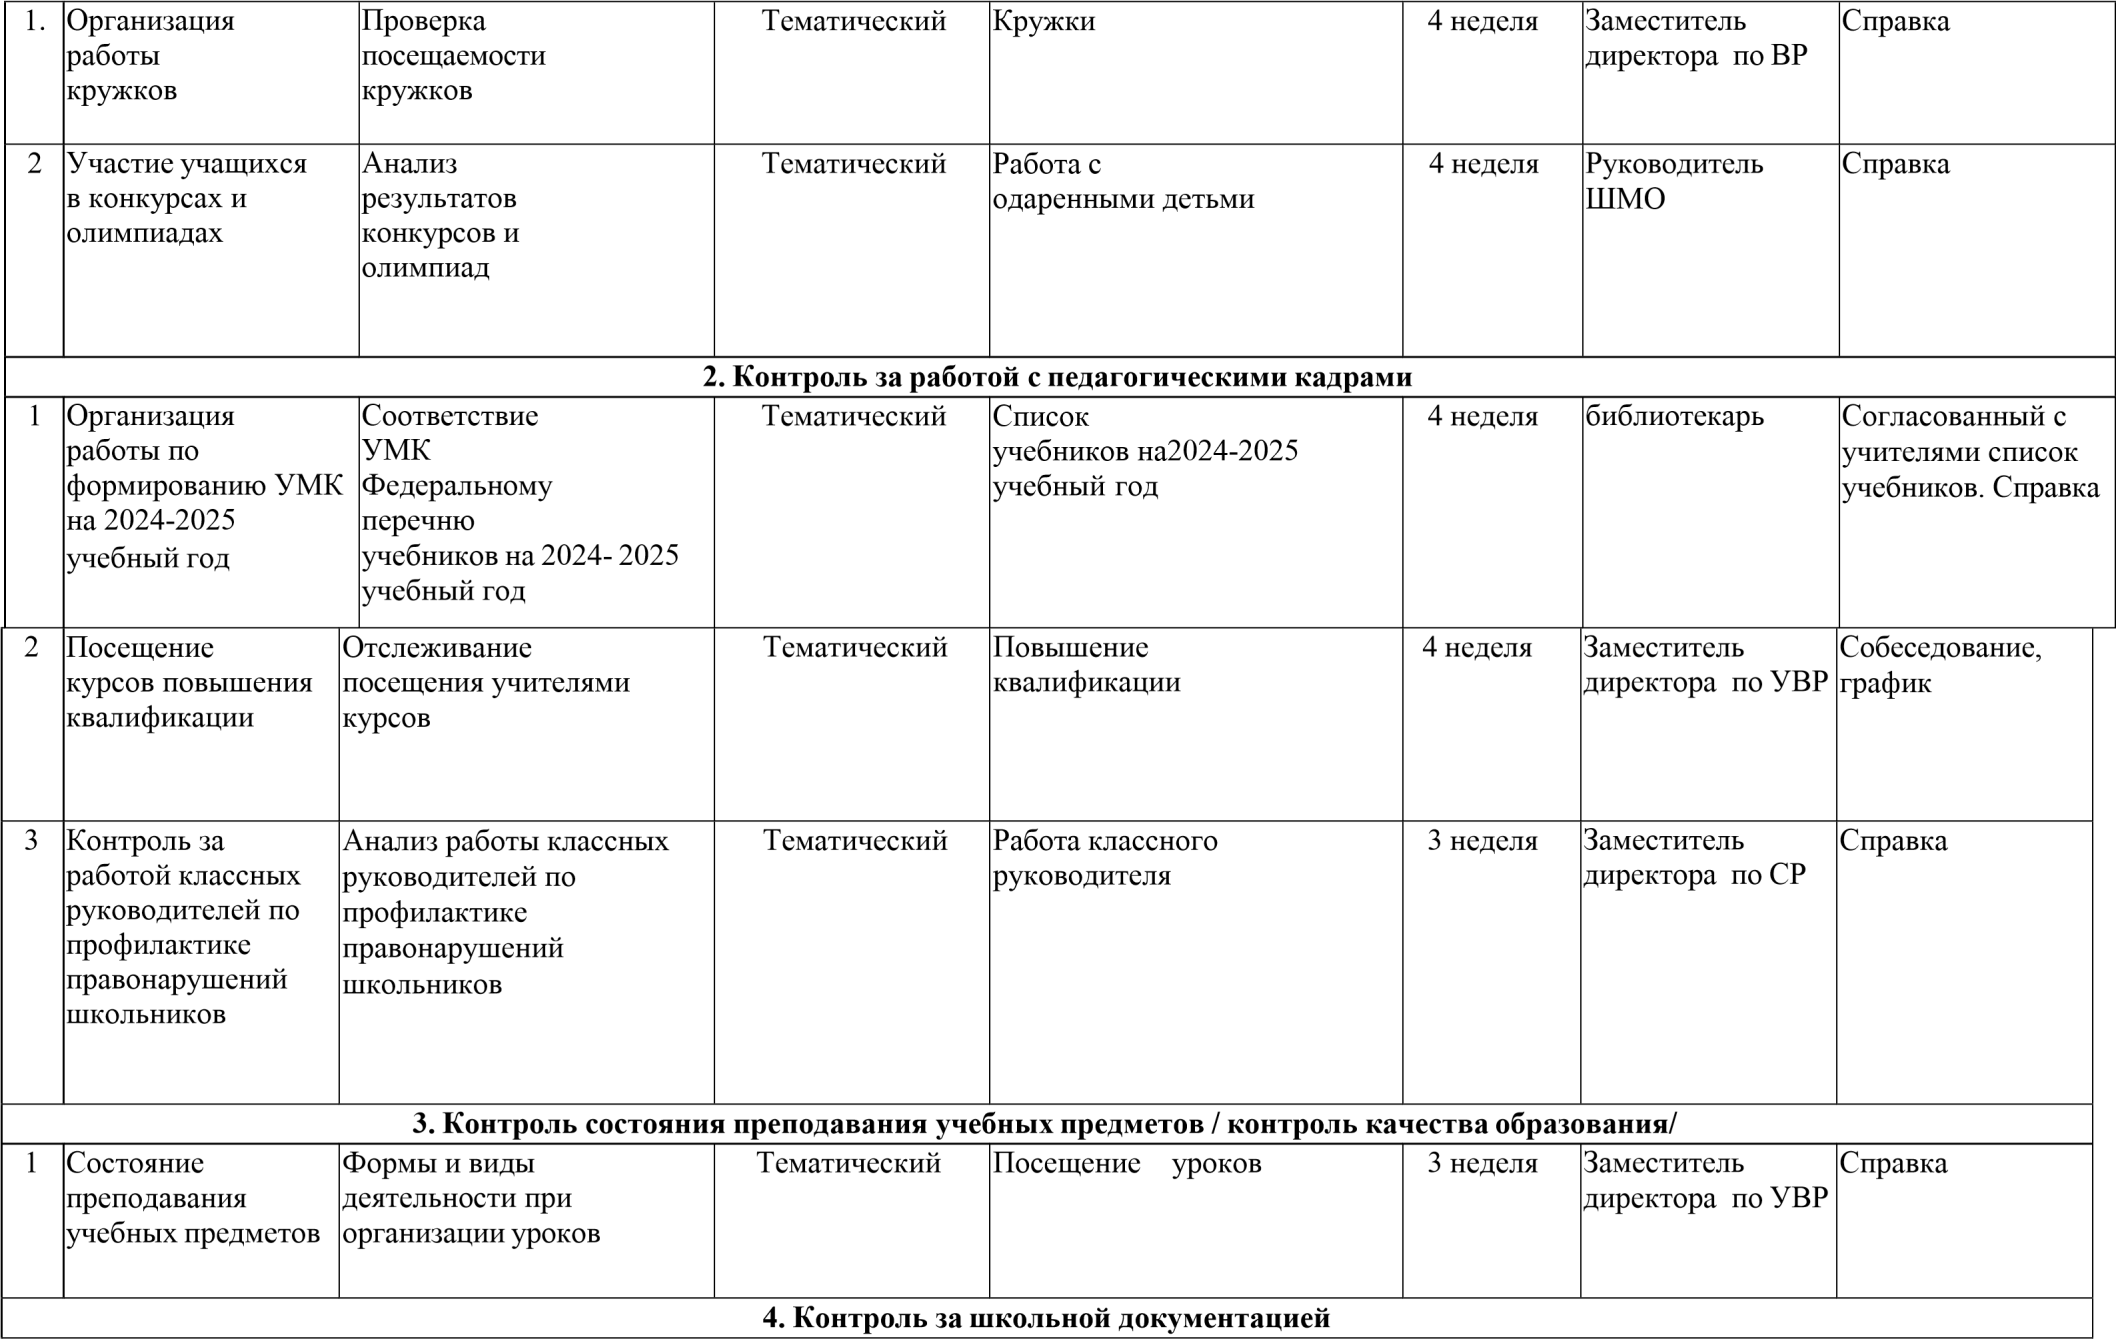 1.
Организация
работы
кружков
Проверка
посещаемости
кружков
Тематический
Кружки
4 неделя
Заместитель
директора по ВР
Справка
2
Участие учащихся
в конкурсах и
олимпиадах
Анализ
результатов
конкурсов и
олимпиад
Тематический
Работа с
одаренными детьми
4 неделя
Руководитель
ШМО
Справка
2. Контроль за работой с педагогическими кадрами
1
Организация
работы по
формированию УМК
на 2024-2025
учебный год
Соответствие
УМК
Федеральному
перечню
учебников на 2024- 2025
учебный год
Тематический
Список
учебников на2024-2025
учебный год
4 неделя
библиотекарь
Согласованный с
учителями список
учебников. Справка
2
Посещение
курсов повышения
квалификации
Отслеживание
посещения учителями
курсов
Тематический
Повышение
квалификации
4 неделя
Заместитель
директора по УВР
Собеседование,
график
3
Контроль за
работой классных
руководителей по
профилактике
правонарушений
школьников
Анализ работы классных
руководителей по
профилактике
правонарушений
школьников
Тематический
Работа классного
руководителя
3 неделя
Заместитель
директора по СР
Справка
3. Контроль состояния преподавания учебных предметов / контроль качества образования/
1
Состояние
преподавания
учебных предметов
Формы и виды
деятельности при
организации уроков
Тематический
Посещение уроков
3 неделя
Заместитель
директора по УВР
Справка
4. Контроль за школьной документацией